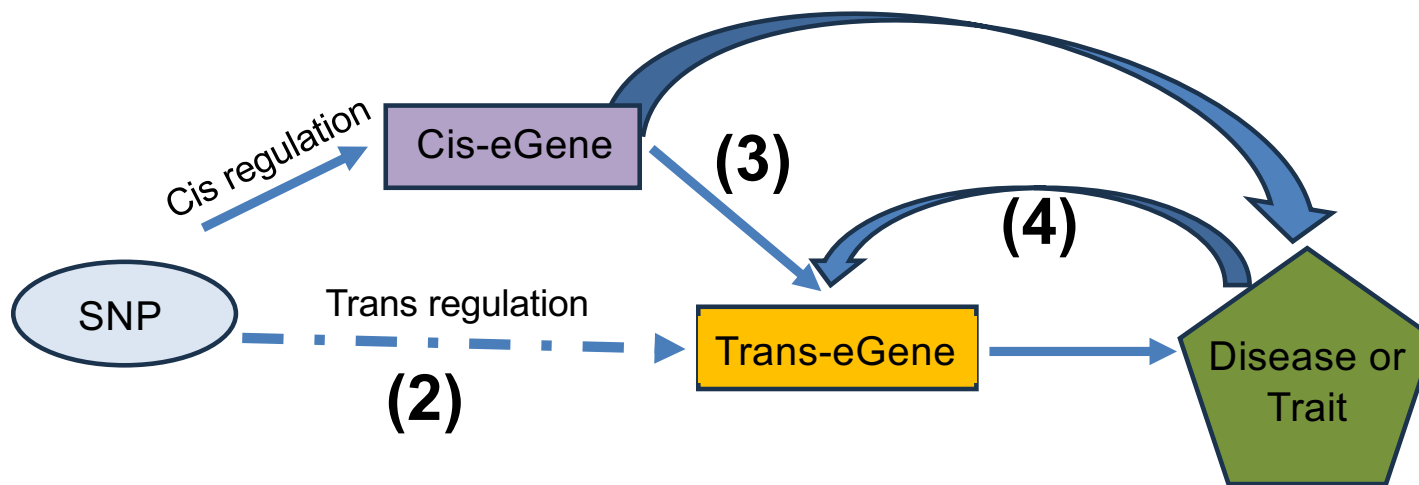 Cis regulation
Cis-eGene
(3)
(4)
SNP
Trans regulation
(2)
Trans-eGene
Disease or
Trait